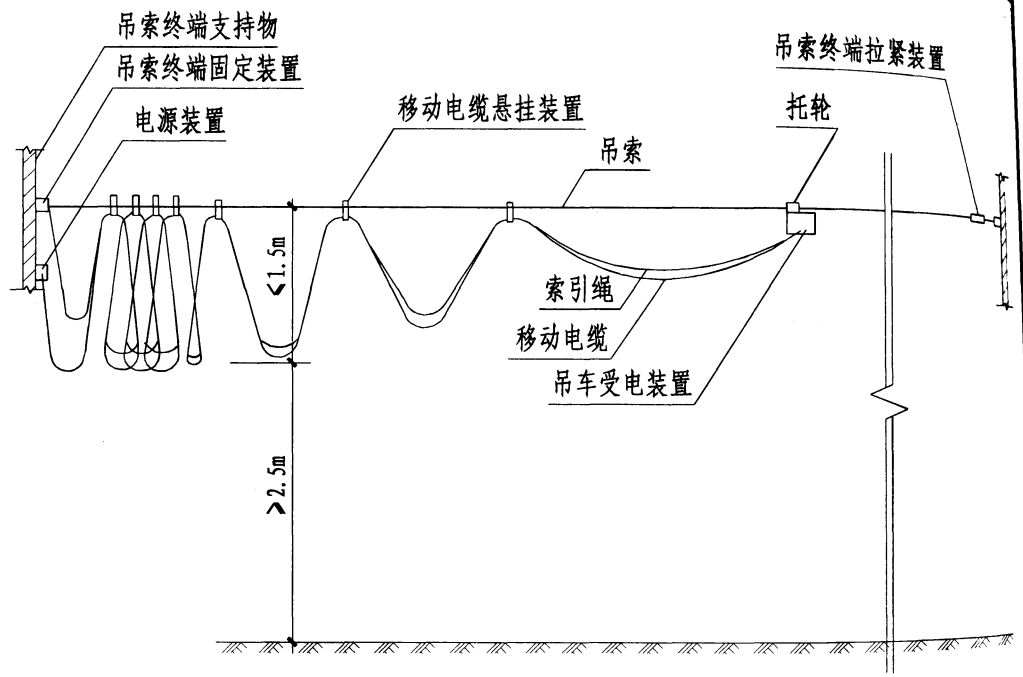 吊索终端支持物
吊索终端固定装置
电源装置
移动电缆悬挂装置
吊索
托轮
吊索终端拉紧装置
<1.5m
索引绳
移动电缆
吊车受电装置
>2.5m